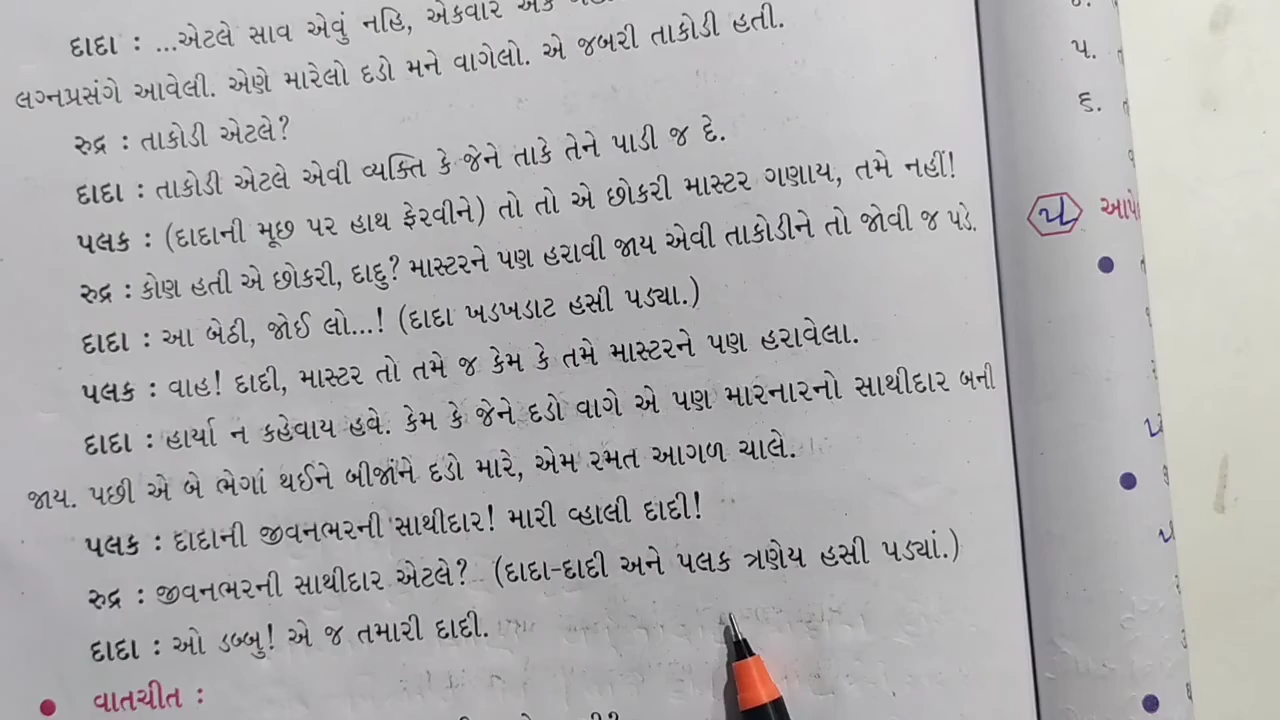 દાદા : ...એટલે સાવ એવું નહિ, એકવાર એક
લગ્નપ્રસંગે આવેલી. એણે મારેલો દડો મને વાગેલો. એ જબરી તાકોડી હતી.
રુદ્ર : તાકોડી એટલે?
દાદા : તાકોડી એટલે એવી વ્યક્તિ કે જેને તાકે તેને પાડી જ દે.
પલક : (દાદાની મૂછ પર હાથ ફેરવીને) તો તો એ છોકરી માસ્ટર ગણાય, તમે નહીં!
રુદ્ર : કોણ હતી એ છોકરી, દાદુ? માસ્ટરને પણ હરાવી જાય એવી તાકોડીને તો જોવી જ પડે.
દાદા : આ બેઠી, જોઈ લો...! (દાદા ખડખડાટ હસી પડ્યા.)
પલક : વાહ! દાદી, માસ્ટર તો તમે જ કેમ કે તમે માસ્ટરને પણ હરાવેલા.
દાદા : હાર્યા ન કહેવાય હવે. કેમ કે જેને દડો વાગે એ પણ મારનારનો સાથીદાર બની
જાય. પછી એ બે ભેગાં થઈને બીજાંને દડો મારે, એમ રમત આગળ ચાલે.
પલક : દાદાની જીવનભરની સાથીદાર! મારી વ્હાલી દાદી!
રુદ્ર : જીવનભરની સાથીદાર એટલે? (દાદા-દાદી અને પલક ત્રણેય હસી પડ્યાં.)
દાદા : ઓ ડબ્બુ! એ જ તમારી દાદી.
• વાતચીત :
૫.
૬.
૫ આપે